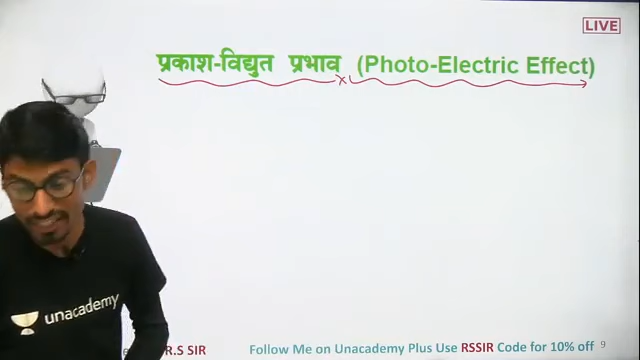 LIVE
प्रकाश-विद्युत प्रभाव (Photo-Electric Effect)
unacademy
R.S SIR
Follow Me on Unacademy Plus Use RSSIR Code for 10% off 9